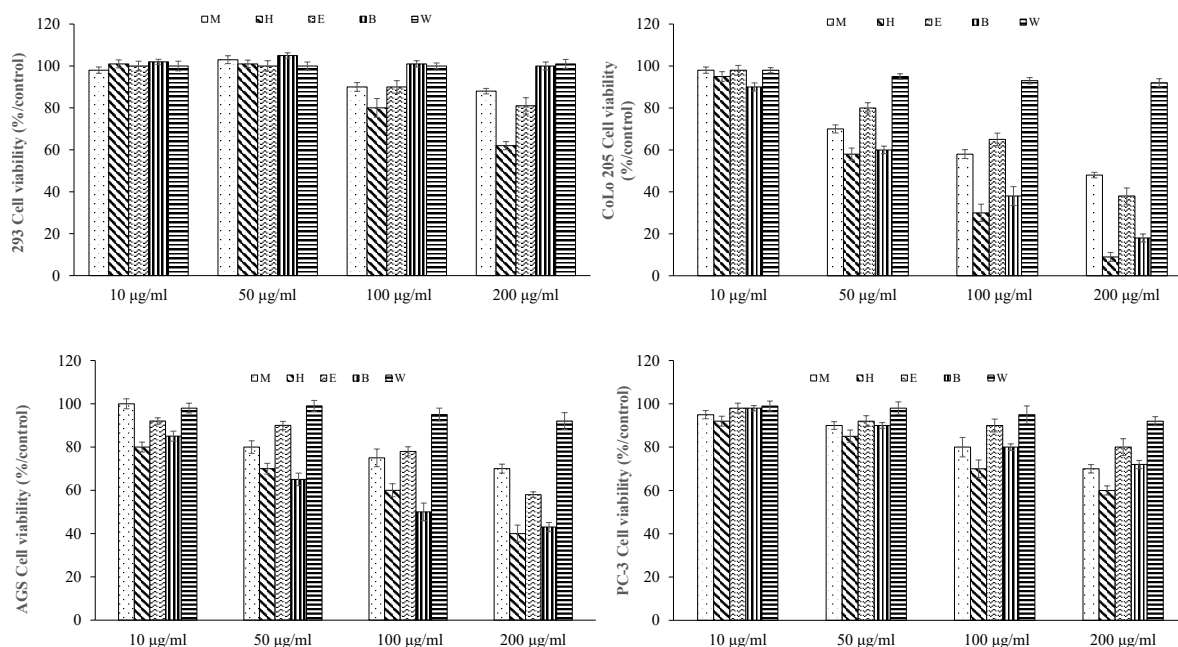 M H E B W
120
100
80
60
40
20
0
293 Cell viability (%/control)
10 µg/ml 50 µg/ml 100 µg/ml 200 µg/ml
M H E B W
120
100
80
60
40
20
0
CoLo 205 Cell viability
(%/control)
10 µg/ml 50 µg/ml 100 µg/ml 200 µg/ml
M H E B W
120
100
80
60
40
20
0
AGS Cell viability (%/control)
10 µg/ml 50 µg/ml 100 µg/ml 200 µg/ml
M H E B W
120
100
80
60
40
20
0
PC-3 Cell viability (%/control)
10 µg/ml 50 µg/ml 100 µg/ml 200 µg/ml